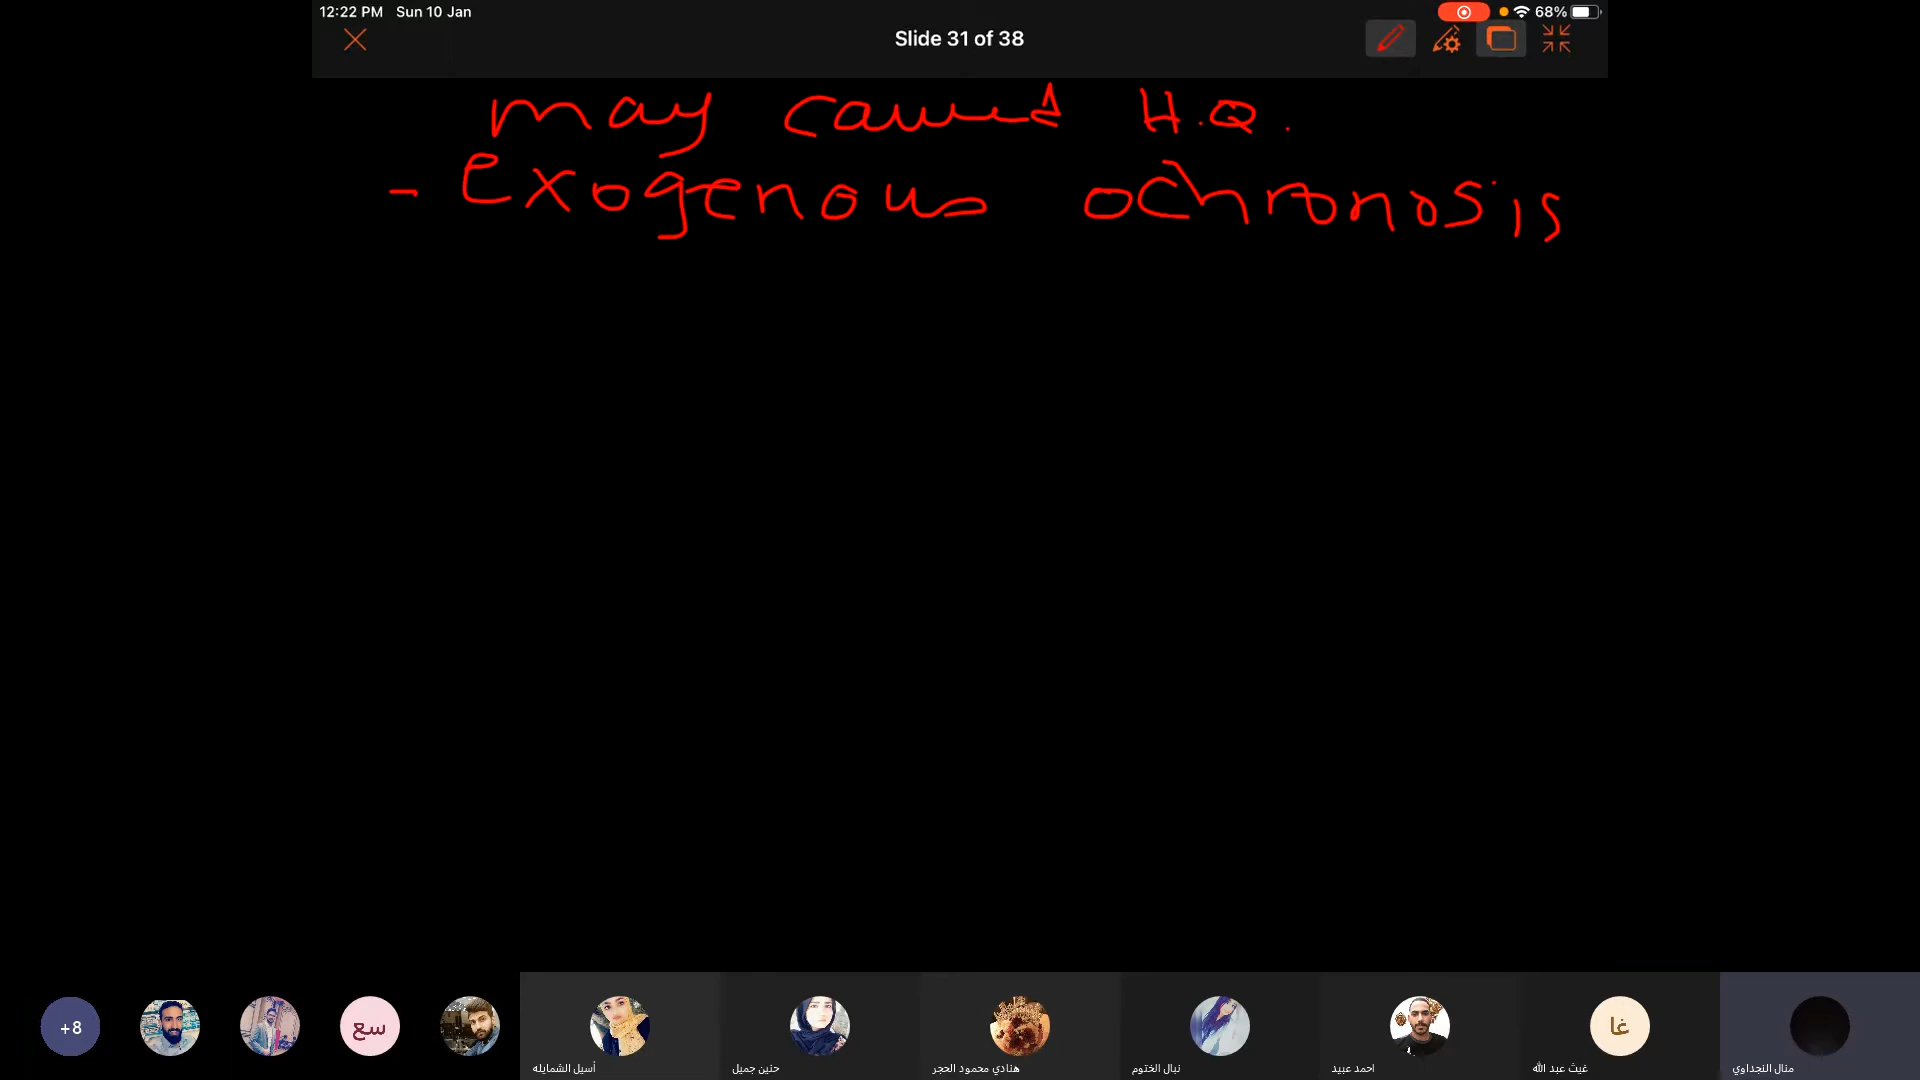 12:22 PM Sun 10 Jan
68%
Slide 31 of 38
may caused H.Q.
- exogenous ochronosis
+8
سع
غا
أسيل الشمايله
حنين جميل
هنادي محمود الحجر
نبال الختوم
احمد عبيد
غيث عبد الله
منال النجداوي